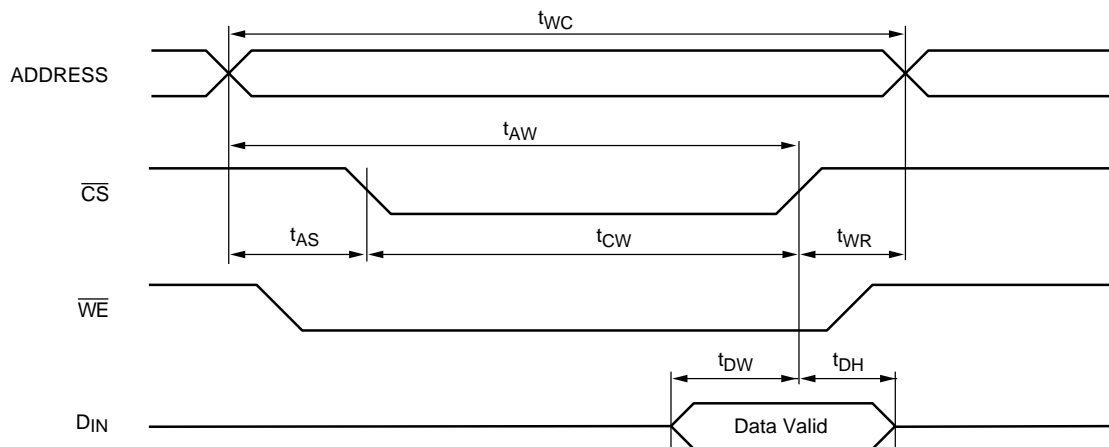 tWC
ADDRESS
tAW
CS
tAS
tCW
tWR
WE
tDW
tDH
DIN
Data Valid